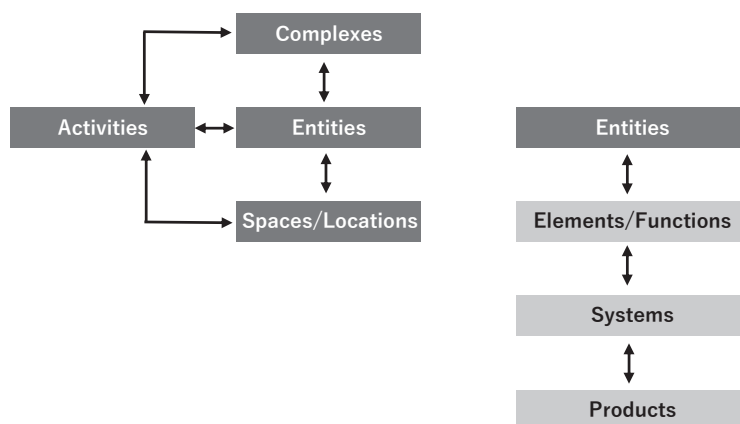 Complexes
Activities
Entities
Spaces/Locations
Entities
Elements/Functions
Systems
Products